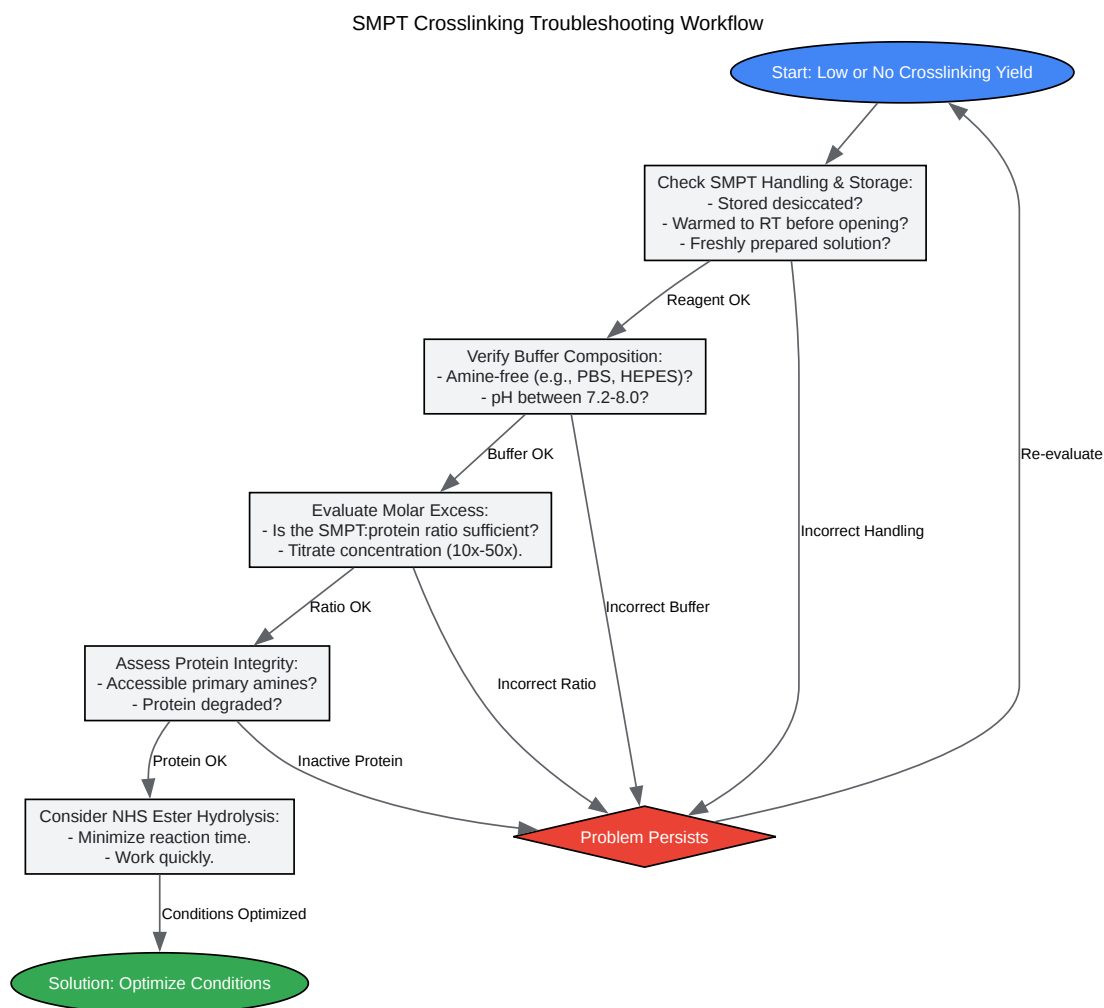 SMPT Crosslinking Troubleshooting Workflow
Start: Low or No Crosslinking Yield
Check SMPT Handling & Storage:
- Stored desiccated?
- Warmed to RT before opening?
- Freshly prepared solution?
Reagent OK
Verify Buffer Composition:
- Amine-free (e.g., PBS, HEPES)?
- pH between 7.2-8.0?
Buffer OK
Re-evaluate
Evaluate Molar Excess:
- Is the SMPT:protein ratio sufficient?
- Titrate concentration (10x-50x).
Incorrect Handling
Ratio OK
Incorrect Buffer
Assess Protein Integrity:
- Accessible primary amines?
- Protein degraded?
Incorrect Ratio
Protein OK
Inactive Protein
Consider NHS Ester Hydrolysis:
- Minimize reaction time.
- Work quickly.
Problem Persists
Conditions Optimized
Solution: Optimize Conditions